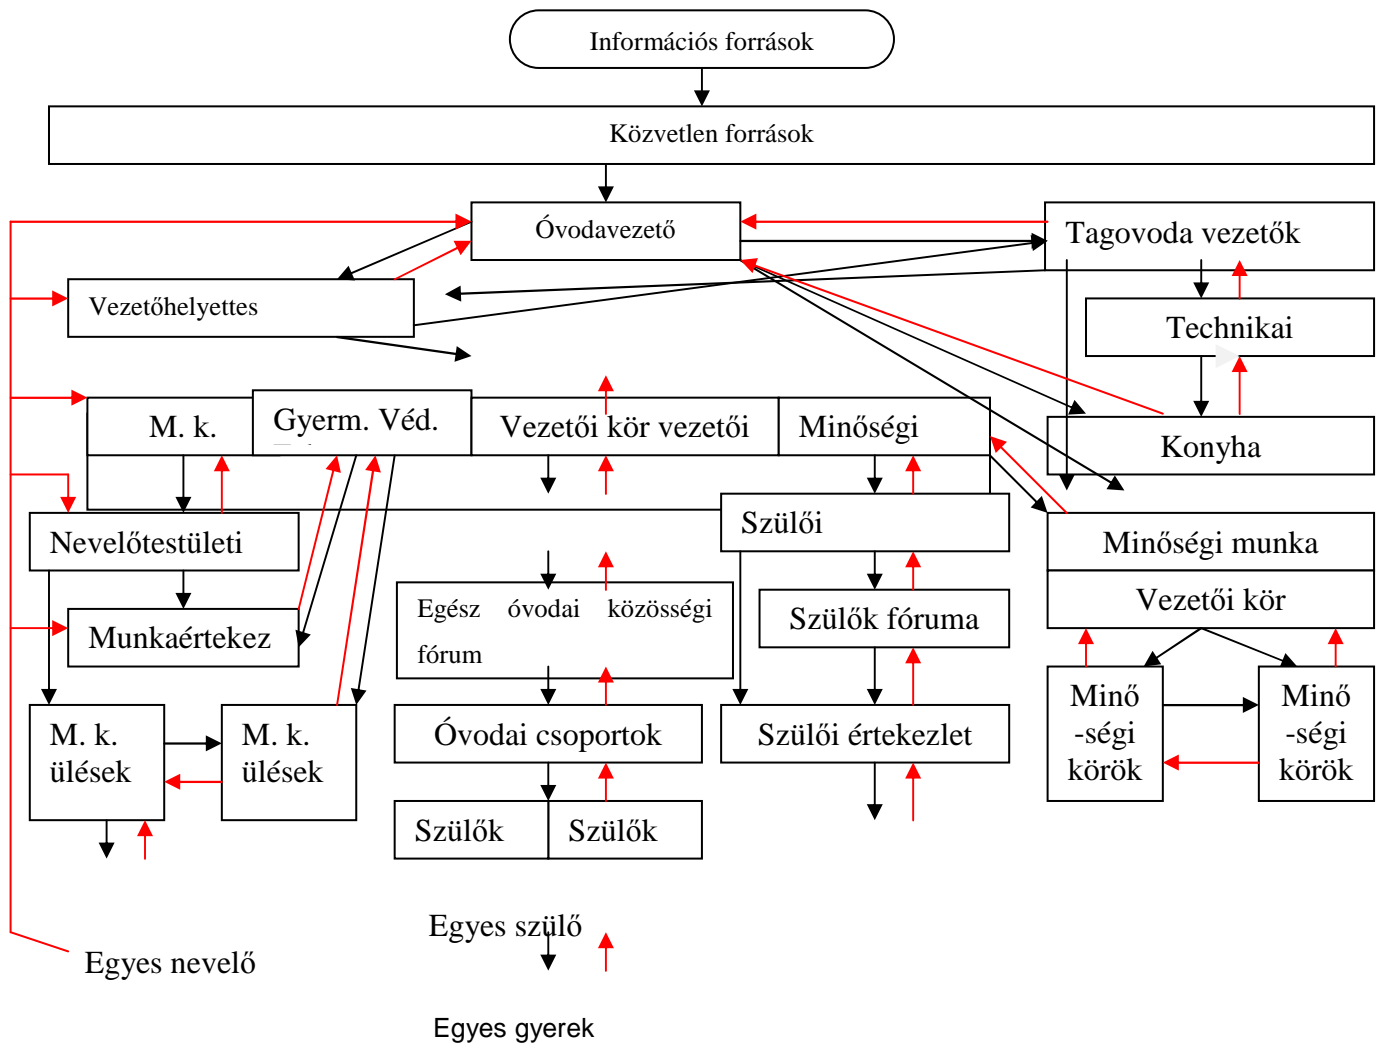 Információs források
Közvetlen források
Óvodavezető
Tagovoda vezetők
Vezetőhelyettes
Technikai
M. k.
Gyerm. Véd.
Vezetői kör vezetői
Minőségi
Konyha
Nevelőtestületi
Szülői
Minőségi munka
Egész óvodai közösségi
fórum
Szülők fóruma
Vezetői kör
Munkaértekez
M. k.
ülések
M. k.
ülések
Óvodai csoportok
Szülői értekezlet
Minő
-ségi
körök
Minő
-ségi
körök
Szülők
Szülők
Egyes szülő
Egyes nevelő
Egyes gyerek